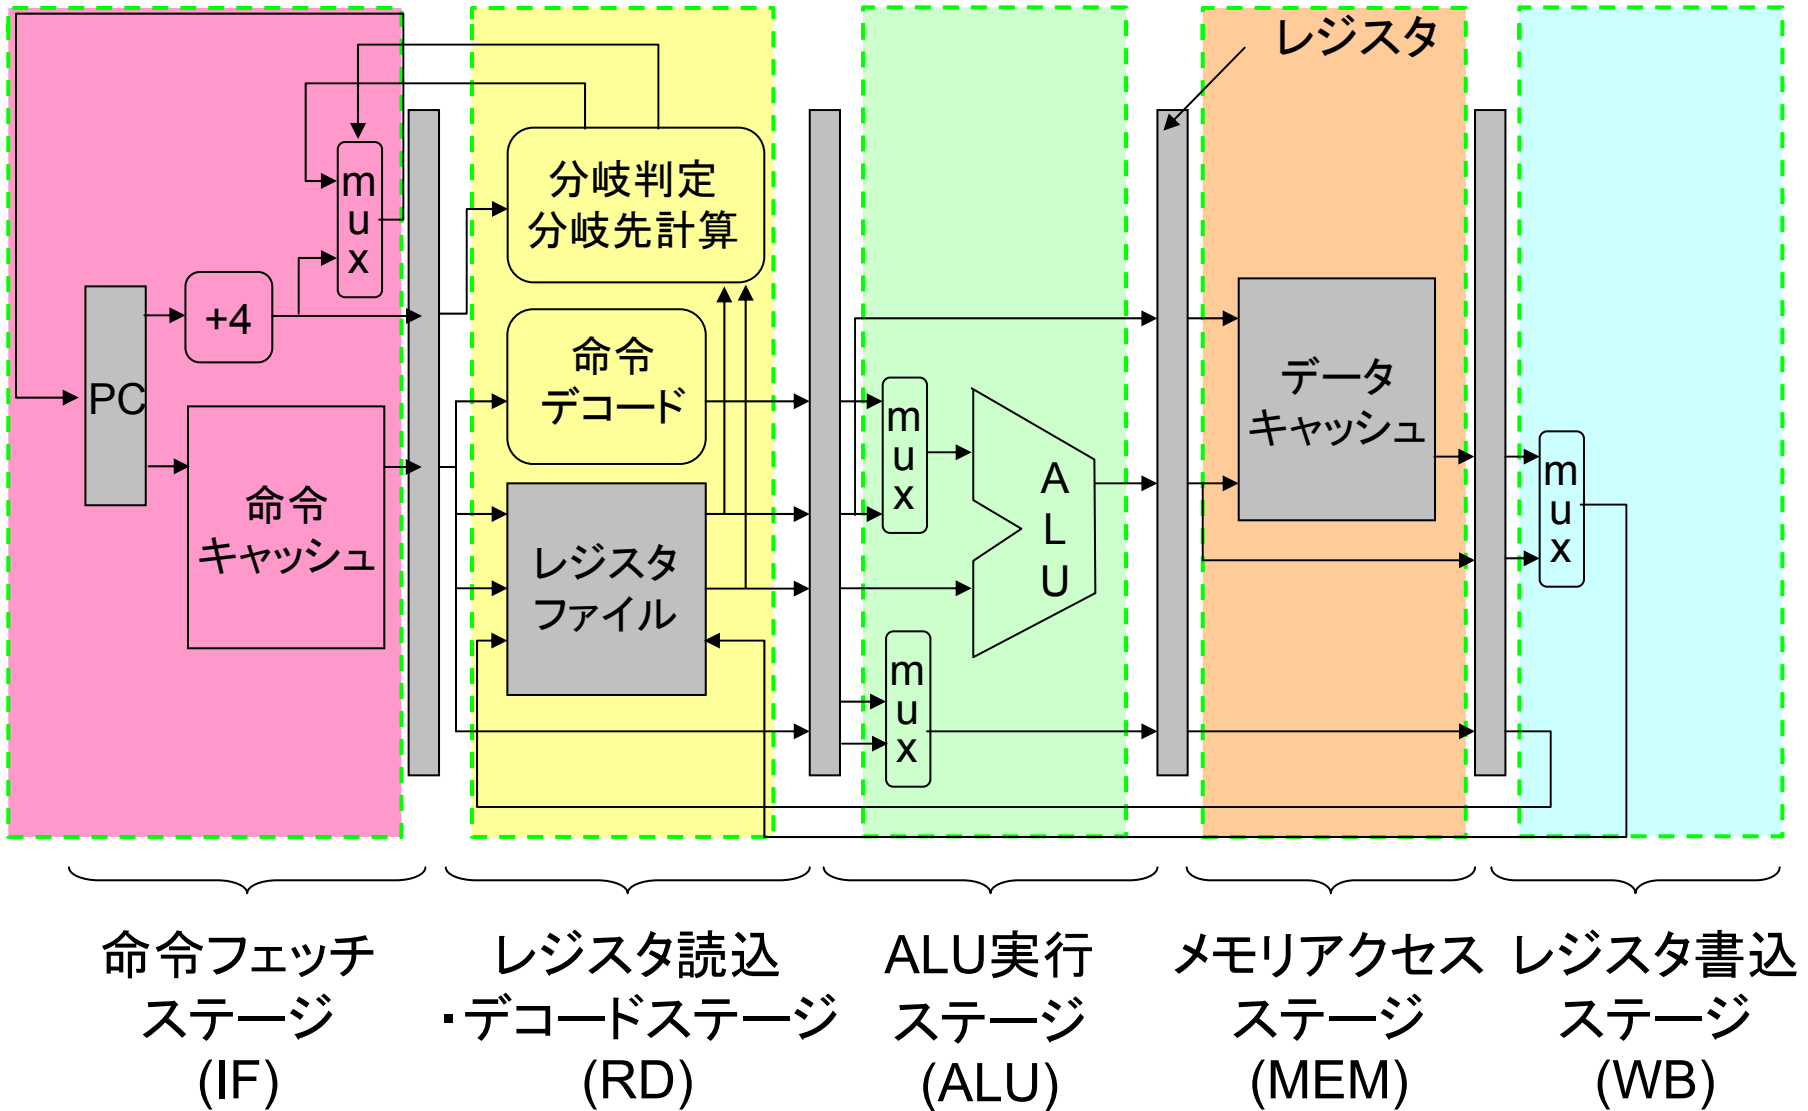 レジスタ
mux
分岐判定
分岐先計算
+4
PC
命令
デコード
命令
キャッシュ
レジスタ
ファイル
mux
ALU
mux
データ
キャッシュ
mux
命令フェッチ
ステージ
(IF)
レジスタ読込
・デコードステージ
(RD)
ALU実行
ステージ
(ALU)
メモリアクセス
ステージ
(MEM)
レジスタ書込
ステージ
(WB)